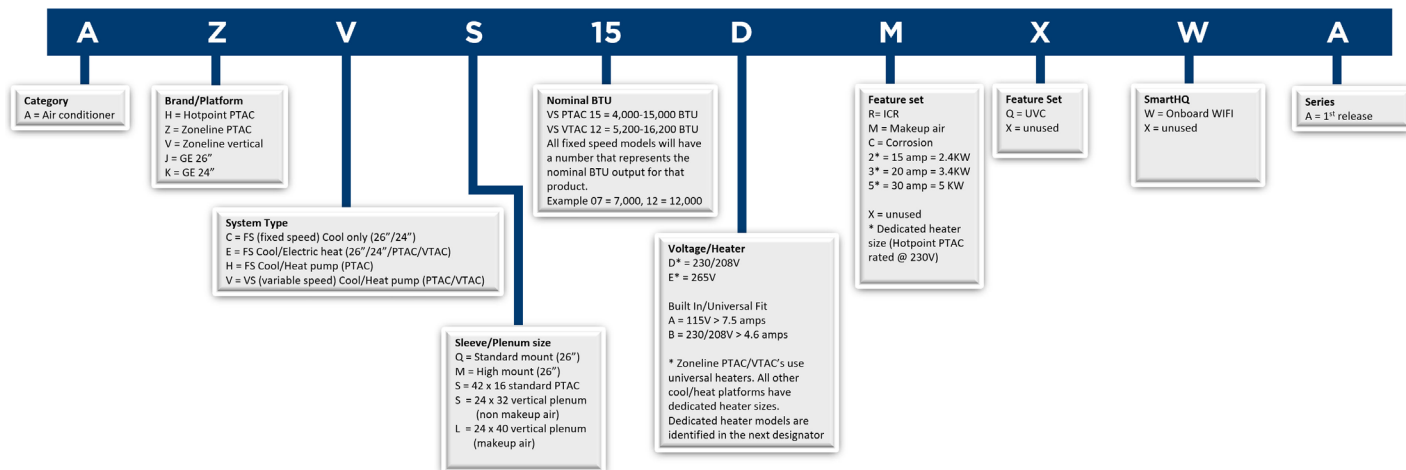 A Z V S 15 D M X W A
Category
A = Air conditioner
Brand/Platform
H = Hotpoint PTAC
Z = Zoneline PTAC
V = Zoneline vertical
J = GE 26”
K = GE 24”
System Type
C = FS (fixed speed) Cool only (26”/24”)
E = FS Cool/Electric heat (26”/24”/PTAC/VTAC)
H = FS Cool/Heat pump (PTAC)
V = VS (variable speed) Cool/Heat pump (PTAC/VTAC)
Sleeve/Plenum size
Q = Standard mount (26”)
M = High mount (26”)
S = 42 x 16 standard PTAC
S = 24 x 32 vertical plenum
(non makeup air)
L = 24 x 40 vertical plenum
(makeup air)
Nominal BTU
VS PTAC 15 = 4,000-15,000 BTU
VS VTAC 12 = 5,200-16,200 BTU
All fixed speed models will have
a number that represents the
nominal BTU output for that
product.
Example 07 = 7,000, 12 = 12,000
Voltage/Heater
D* = 230/208V
E* = 265V
Built In/Universal Fit
A = 115V > 7.5 amps
B = 230/208V > 4.6 amps
* Zoneline PTAC/VTAC’s use
universal heaters. All other
cool/heat platforms have
dedicated heater sizes.
Dedicated heater models are
identified in the next designator
Feature set
R= ICR
M = Makeup air
C = Corrosion
2* = 15 amp = 2.4KW
3* = 20 amp = 3.4KW
5* = 30 amp = 5 KW
X = unused
* Dedicated heater
size (Hotpoint PTAC
rated @ 230V)
Feature Set
Q = UVC
X = unused
SmartHQ
W = Onboard WIFI
X = unused
Series
A = 1st release